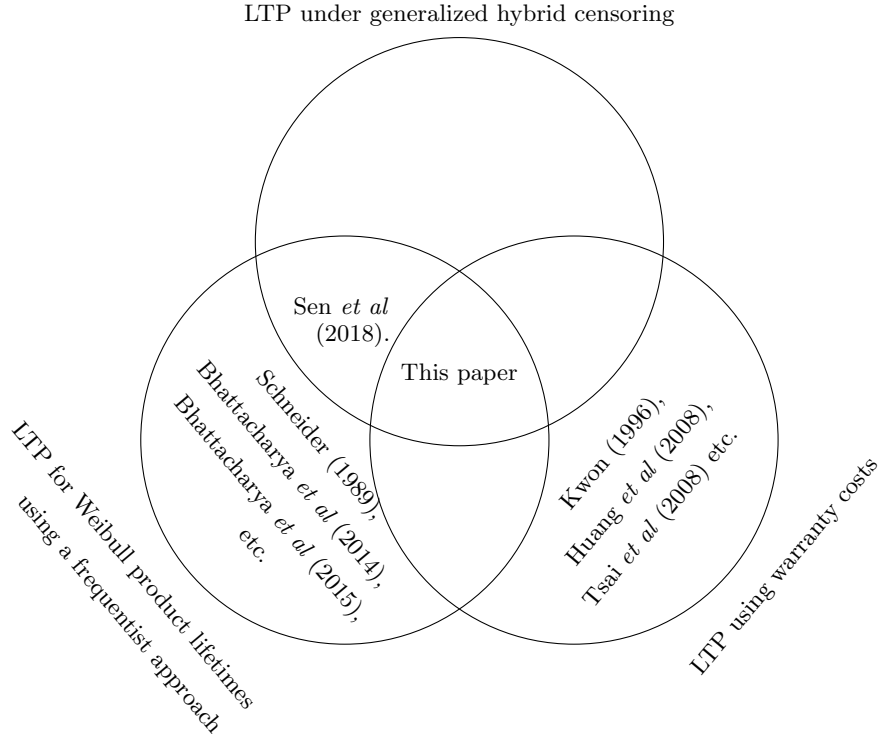 LTP under generalized hybrid censoring
Sen et al
(2018).
This paper
Schneider (1989),
Bhattacharya et al (2014),
Bhattacharya et al (2015),
etc.
Kwon (1996),
Huang et al (2008),
Tsai et al (2008) etc.
LTP for Weibull product lifetimes
using a frequentist approach
LTP using warranty costs